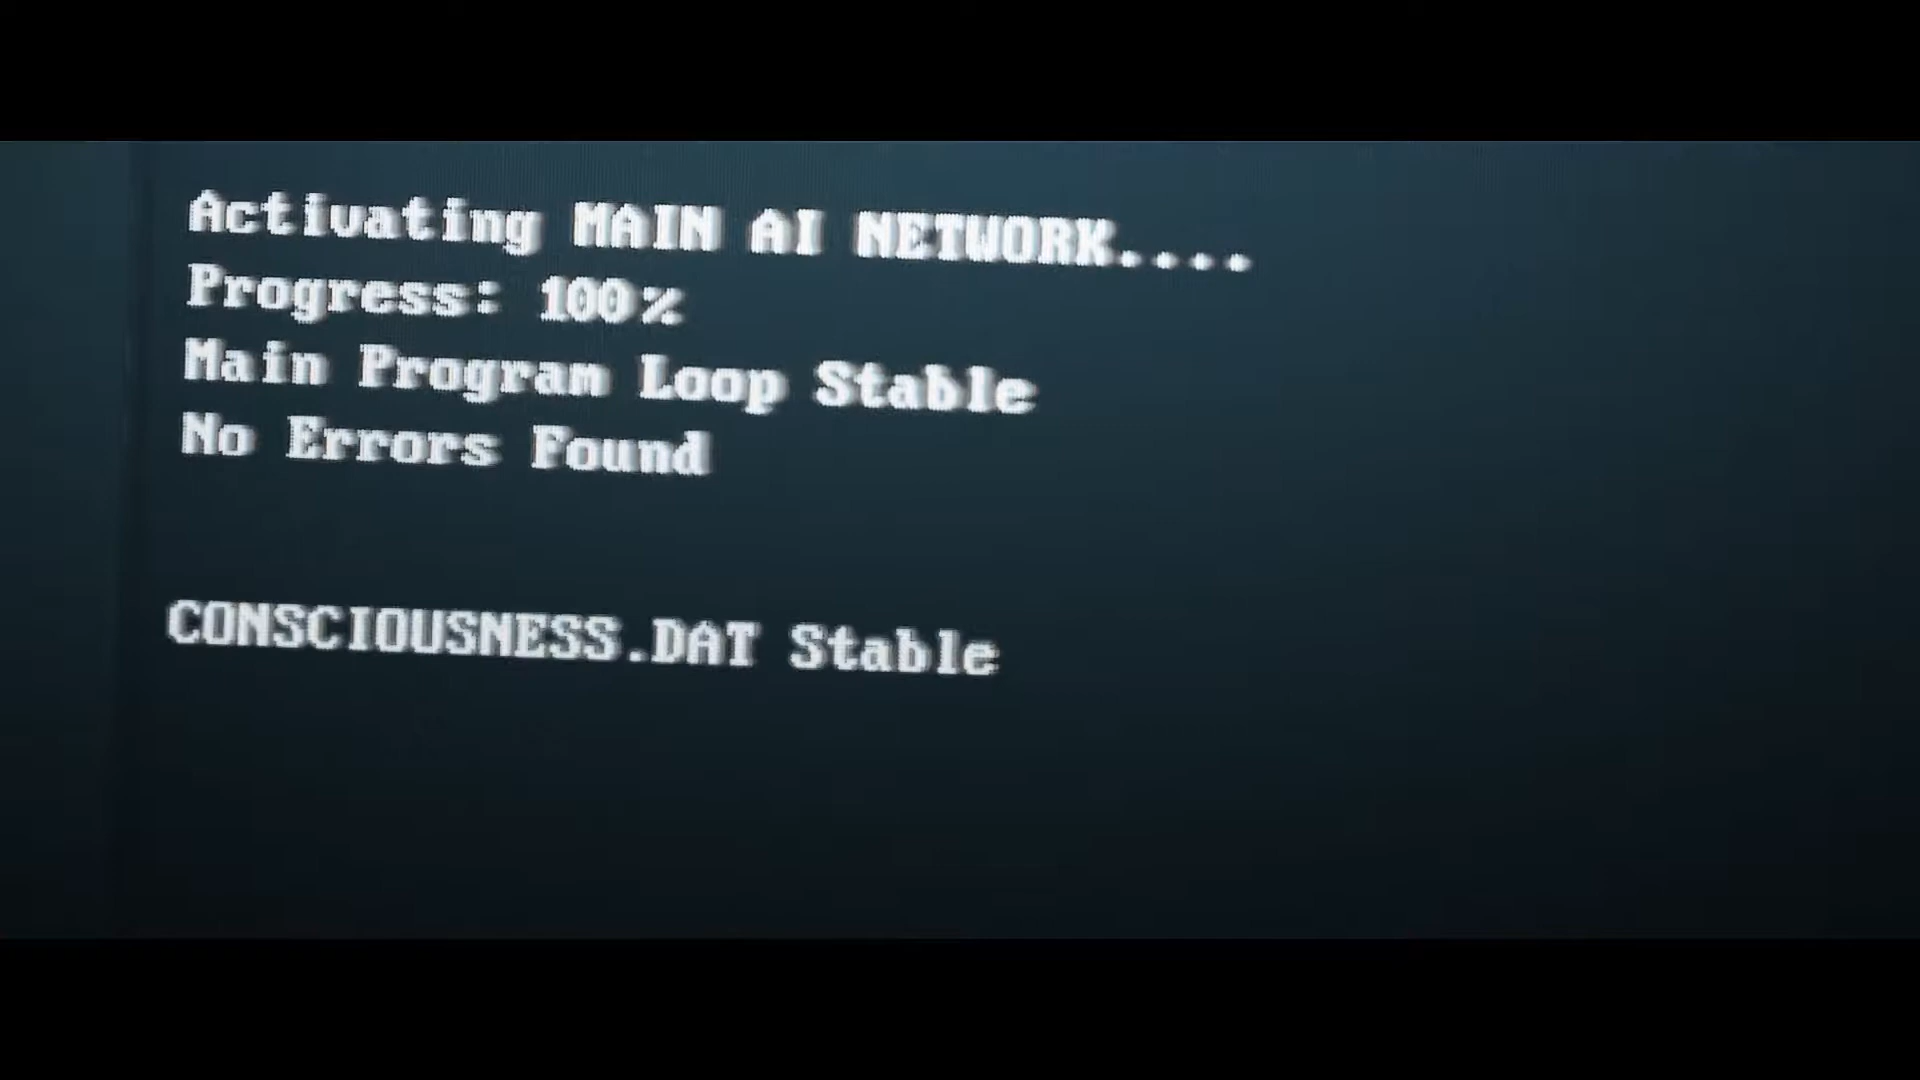 Activating MAIN AI NETWORK....
Progress: 100%
Main Program Loop Stable
No Errors Found
CONSCIOUSNESS.DAT Stable